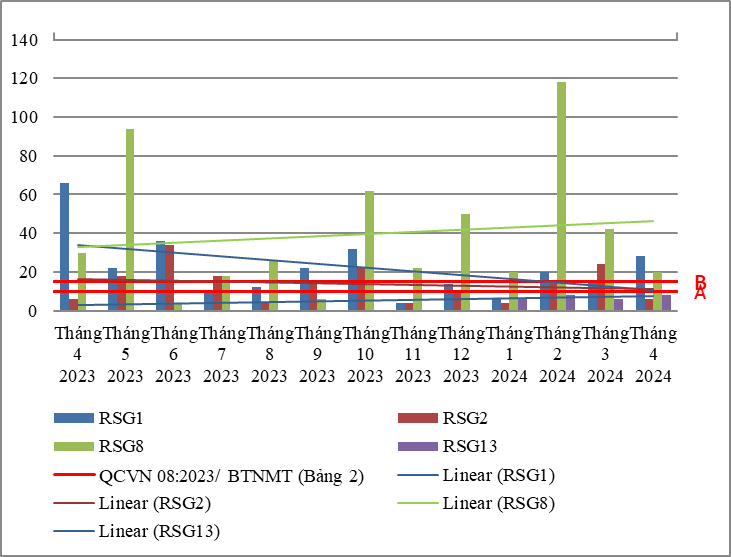 140
120
100
80
60
40
20
0
B
A
Tháng 4 2023
Tháng 5 2023
Tháng 6 2023
Tháng 7 2023
Tháng 8 2023
Tháng 9 2023
Tháng 10 2023
Tháng 11 2023
Tháng 12 2023
Tháng 1 2024
Tháng 2 2024
Tháng 3 2024
Tháng 4 2024
RSG1
RSG2
RSG8
RSG13
QCVN 08:2023/ BTNMT (Bảng 2)
Linear (RSG1)
Linear (RSG2)
Linear (RSG8)
Linear (RSG13)